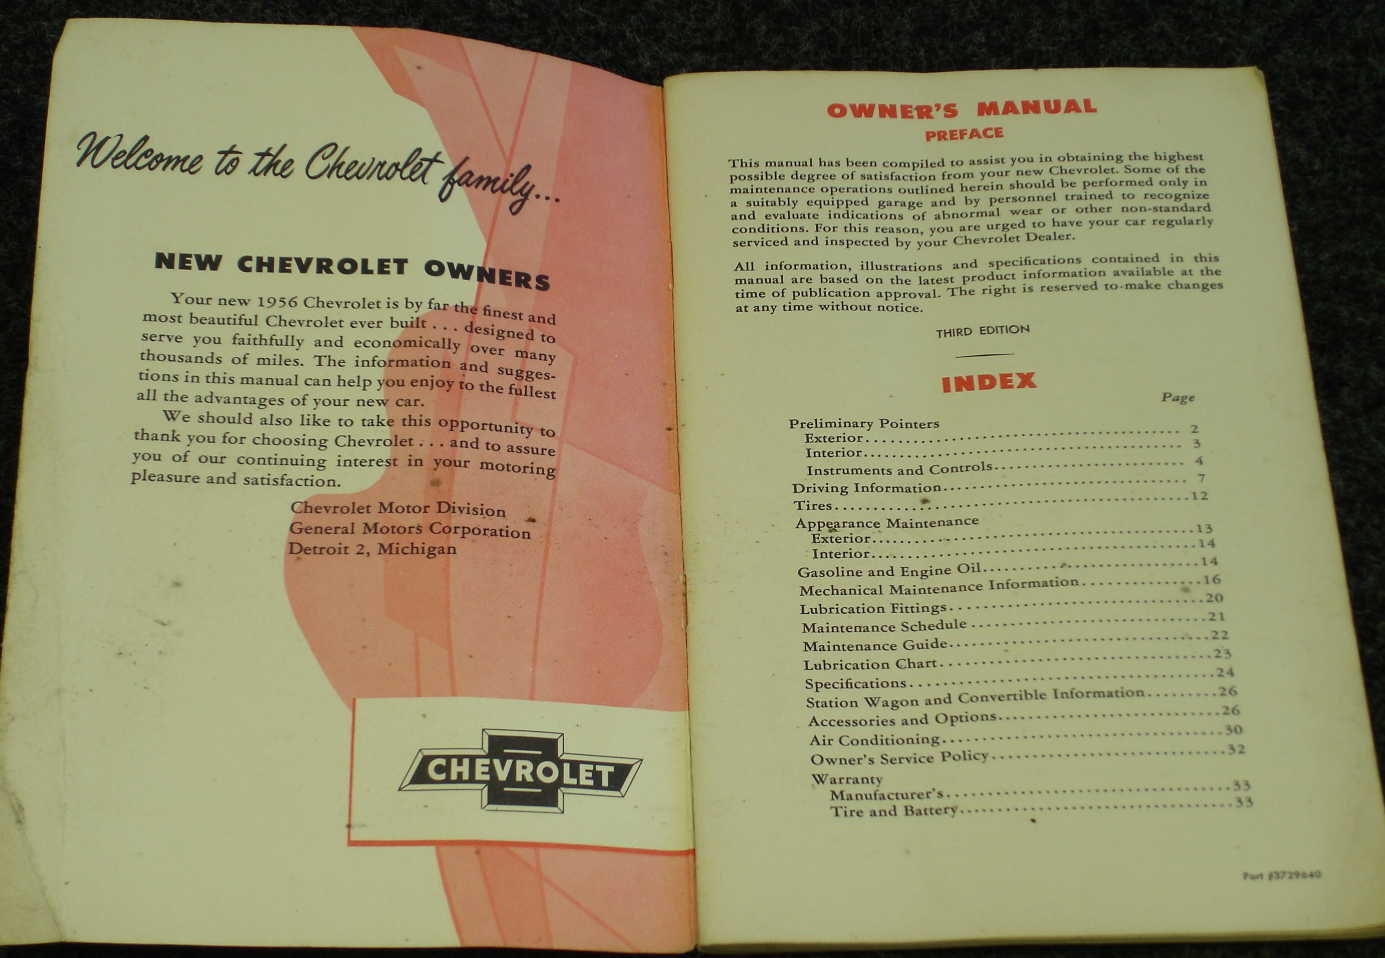 Welcome to the Chevrolet family...
NEW CHEVROLET OWNERS
Your new 1956 Chevrolet is by far the finest and
most beautiful Chevrolet ever built . . . designed to
serve you faithfully and economically over many
thousands of miles. The information and sugges-
tions in this manual can help you enjoy to the fullest
all the advantages of your new car.
We should also like to take this opportunity to
thank you for choosing Chevrolet . . . and to assure
you of our continuing interest in your motoring
pleasure and satisfaction.
Chevrolet Motor Division
General Motors Corporation
Detroit 2, Michigan
CHEVROLET
OWNER'S MANUAL
PREFACE
This manual has been compiled to assist you in obtaining the highest
possible degree of satisfaction from your new Chevrolet. Some of the
maintenance operations outlined herein should be performed only in
a suitably equipped garage and by personnel trained to recognize
and evaluate indications of abnormal wear or other non-standard
conditions. For this reason, you are urged to have your car regularly
serviced and inspected by your Chevrolet Dealer.
All information, illustrations and specifications contained in this
manual are based on the latest product information available at the
time of publication approval. The right is reserved to make changes
at any time without notice.
THIRD EDITION
INDEX
Page
Preliminary Pointers
Exterior 2
Interior 3
Instruments and Controls 4
Driving Information 7
Tires 12
Appearance Maintenance
Exterior 13
Interior 14
Gasoline and Engine Oil 14
Mechanical Maintenance Information 16
Lubrication Fittings 20
Maintenance Schedule 21
Maintenance Guide 22
Lubrication Chart 23
Specifications 24
Station Wagon and Convertible Information 26
Accessories and Options 26
Air Conditioning 30
Owner's Service Policy 32
Warranty
Manufacturer's 33
Tire and Battery 33
Part #3729640